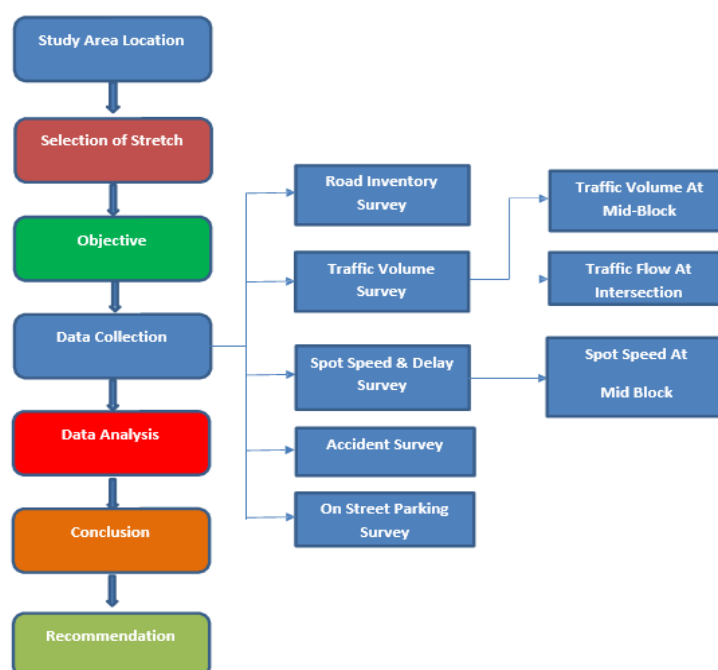 Study Area Location
Selection of Stretch
Objective
Data Collection
Data Analysis
Conclusion
Recommendation
Road Inventory
Survey
Traffic Volume
Survey
Spot Speed & Delay
Survey
Accident Survey
On Street Parking
Survey
Traffic Volume At
Mid-Block
Traffic Flow At
Intersection
Spot Speed At
Mid Block